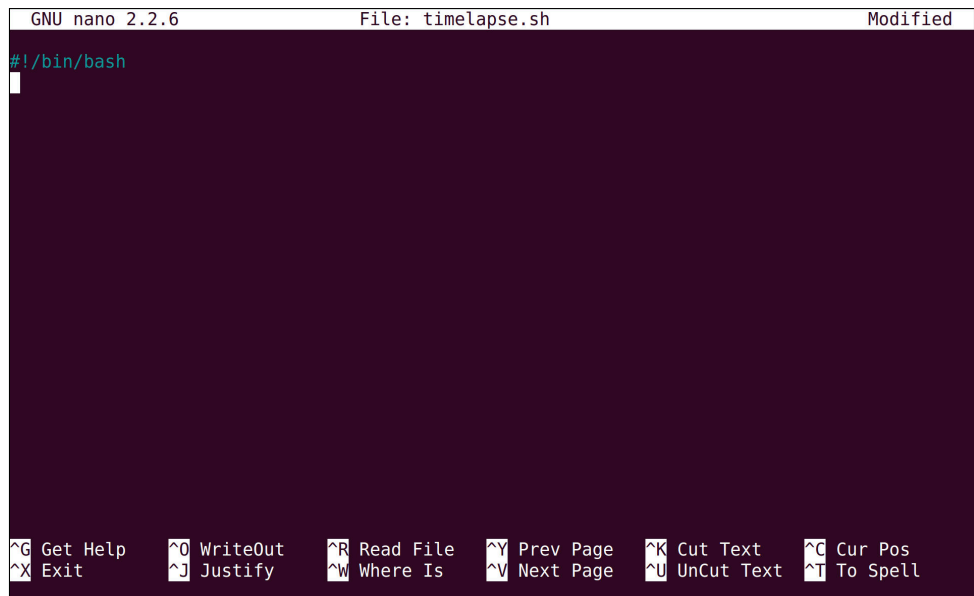 GNU nano 2.2.6 File: timelapse.sh Modified
#!/bin/bash
^G Get Help ^O WriteOut ^R Read File ^Y Prev Page ^K Cut Text ^C Cur Pos
^X Exit ^J Justify ^W Where Is ^V Next Page ^U UnCut Text ^T To Spell